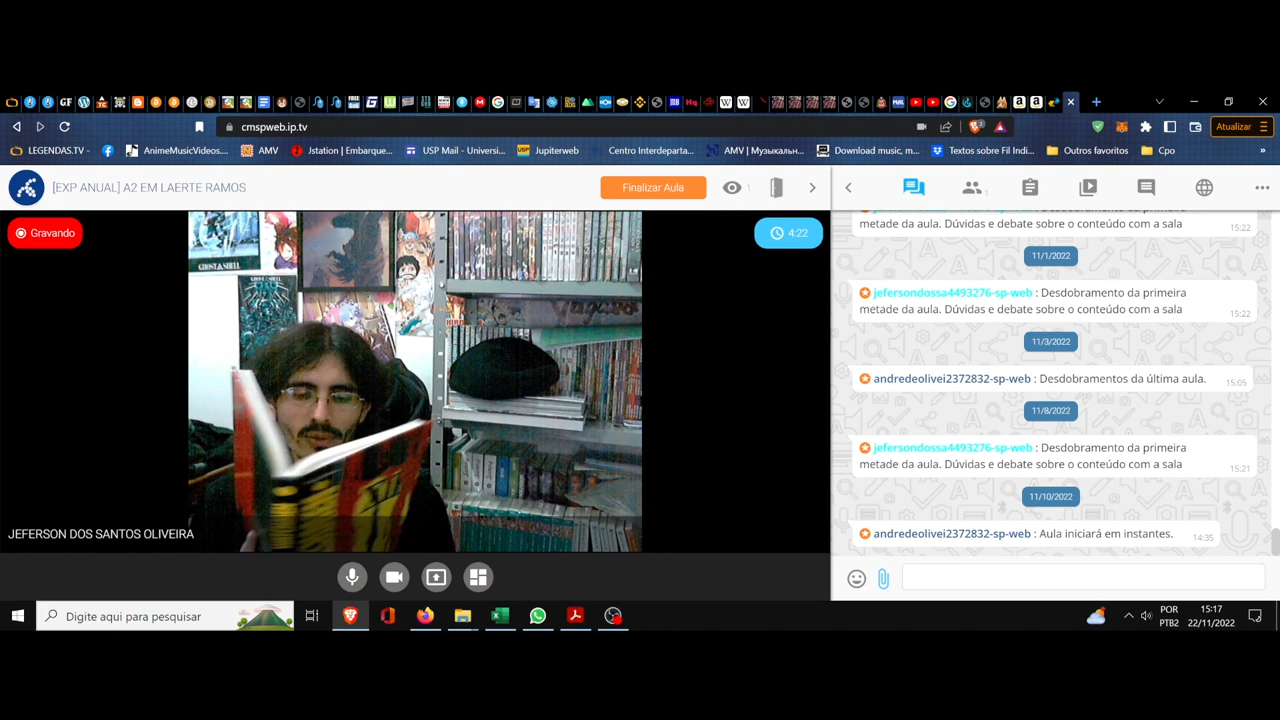 cmspweb.ip.tv
Atualizar
LEGENDAS.TV -
AnimeMusicVideos...
AMV
Jstation | Embarque...
USP Mail - Universi...
Jupiterweb
Centro Interdeparta...
AMV | Музыкальн...
Download music, m...
Textos sobre Fil Indi...
Outros favoritos
Cpo
»
[EXP ANUAL] A2 EM LAERTE RAMOS
Finalizar Aula
1
1
Gravando
4:22
GHOST IN THE SHELL
JEFERSON DOS SANTOS OLIVEIRA
metade da aula. Dúvidas e debate sobre o conteúdo com a sala
15:22
11/1/2022
jefersondossa4493276-sp-web : Desdobramento da primeira
metade da aula. Dúvidas e debate sobre o conteúdo com a sala
15:22
11/3/2022
andredeolivei2372832-sp-web : Desdobramentos da última aula.
15:05
11/8/2022
jefersondossa4493276-sp-web : Desdobramento da primeira
metade da aula. Dúvidas e debate sobre o conteúdo com a sala
15:21
11/10/2022
andredeolivei2372832-sp-web : Aula iniciará em instantes.
14:35
Digite aqui para pesquisar
POR
PTB2
15:17
22/11/2022